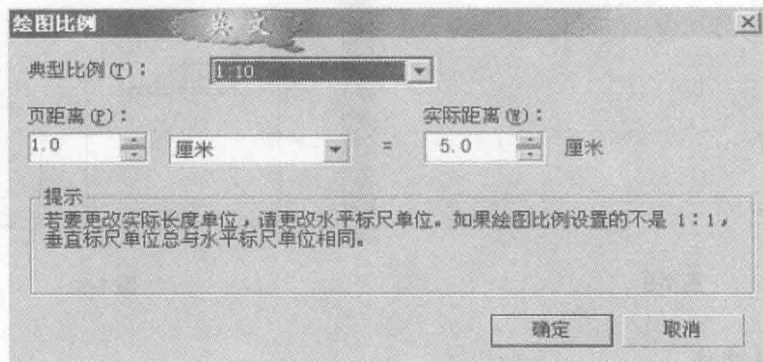 绘图比例
英文
典型比例(T)：
1:10
页距离(P)：
实际距离(W)：
1.0 厘米 = 5.0 厘米
提示
若要更改实际长度单位，请更改水平标尺单位。如果绘图比例设置的不是 1:1，
垂直标尺单位总与水平标尺单位相同。
确定 取消